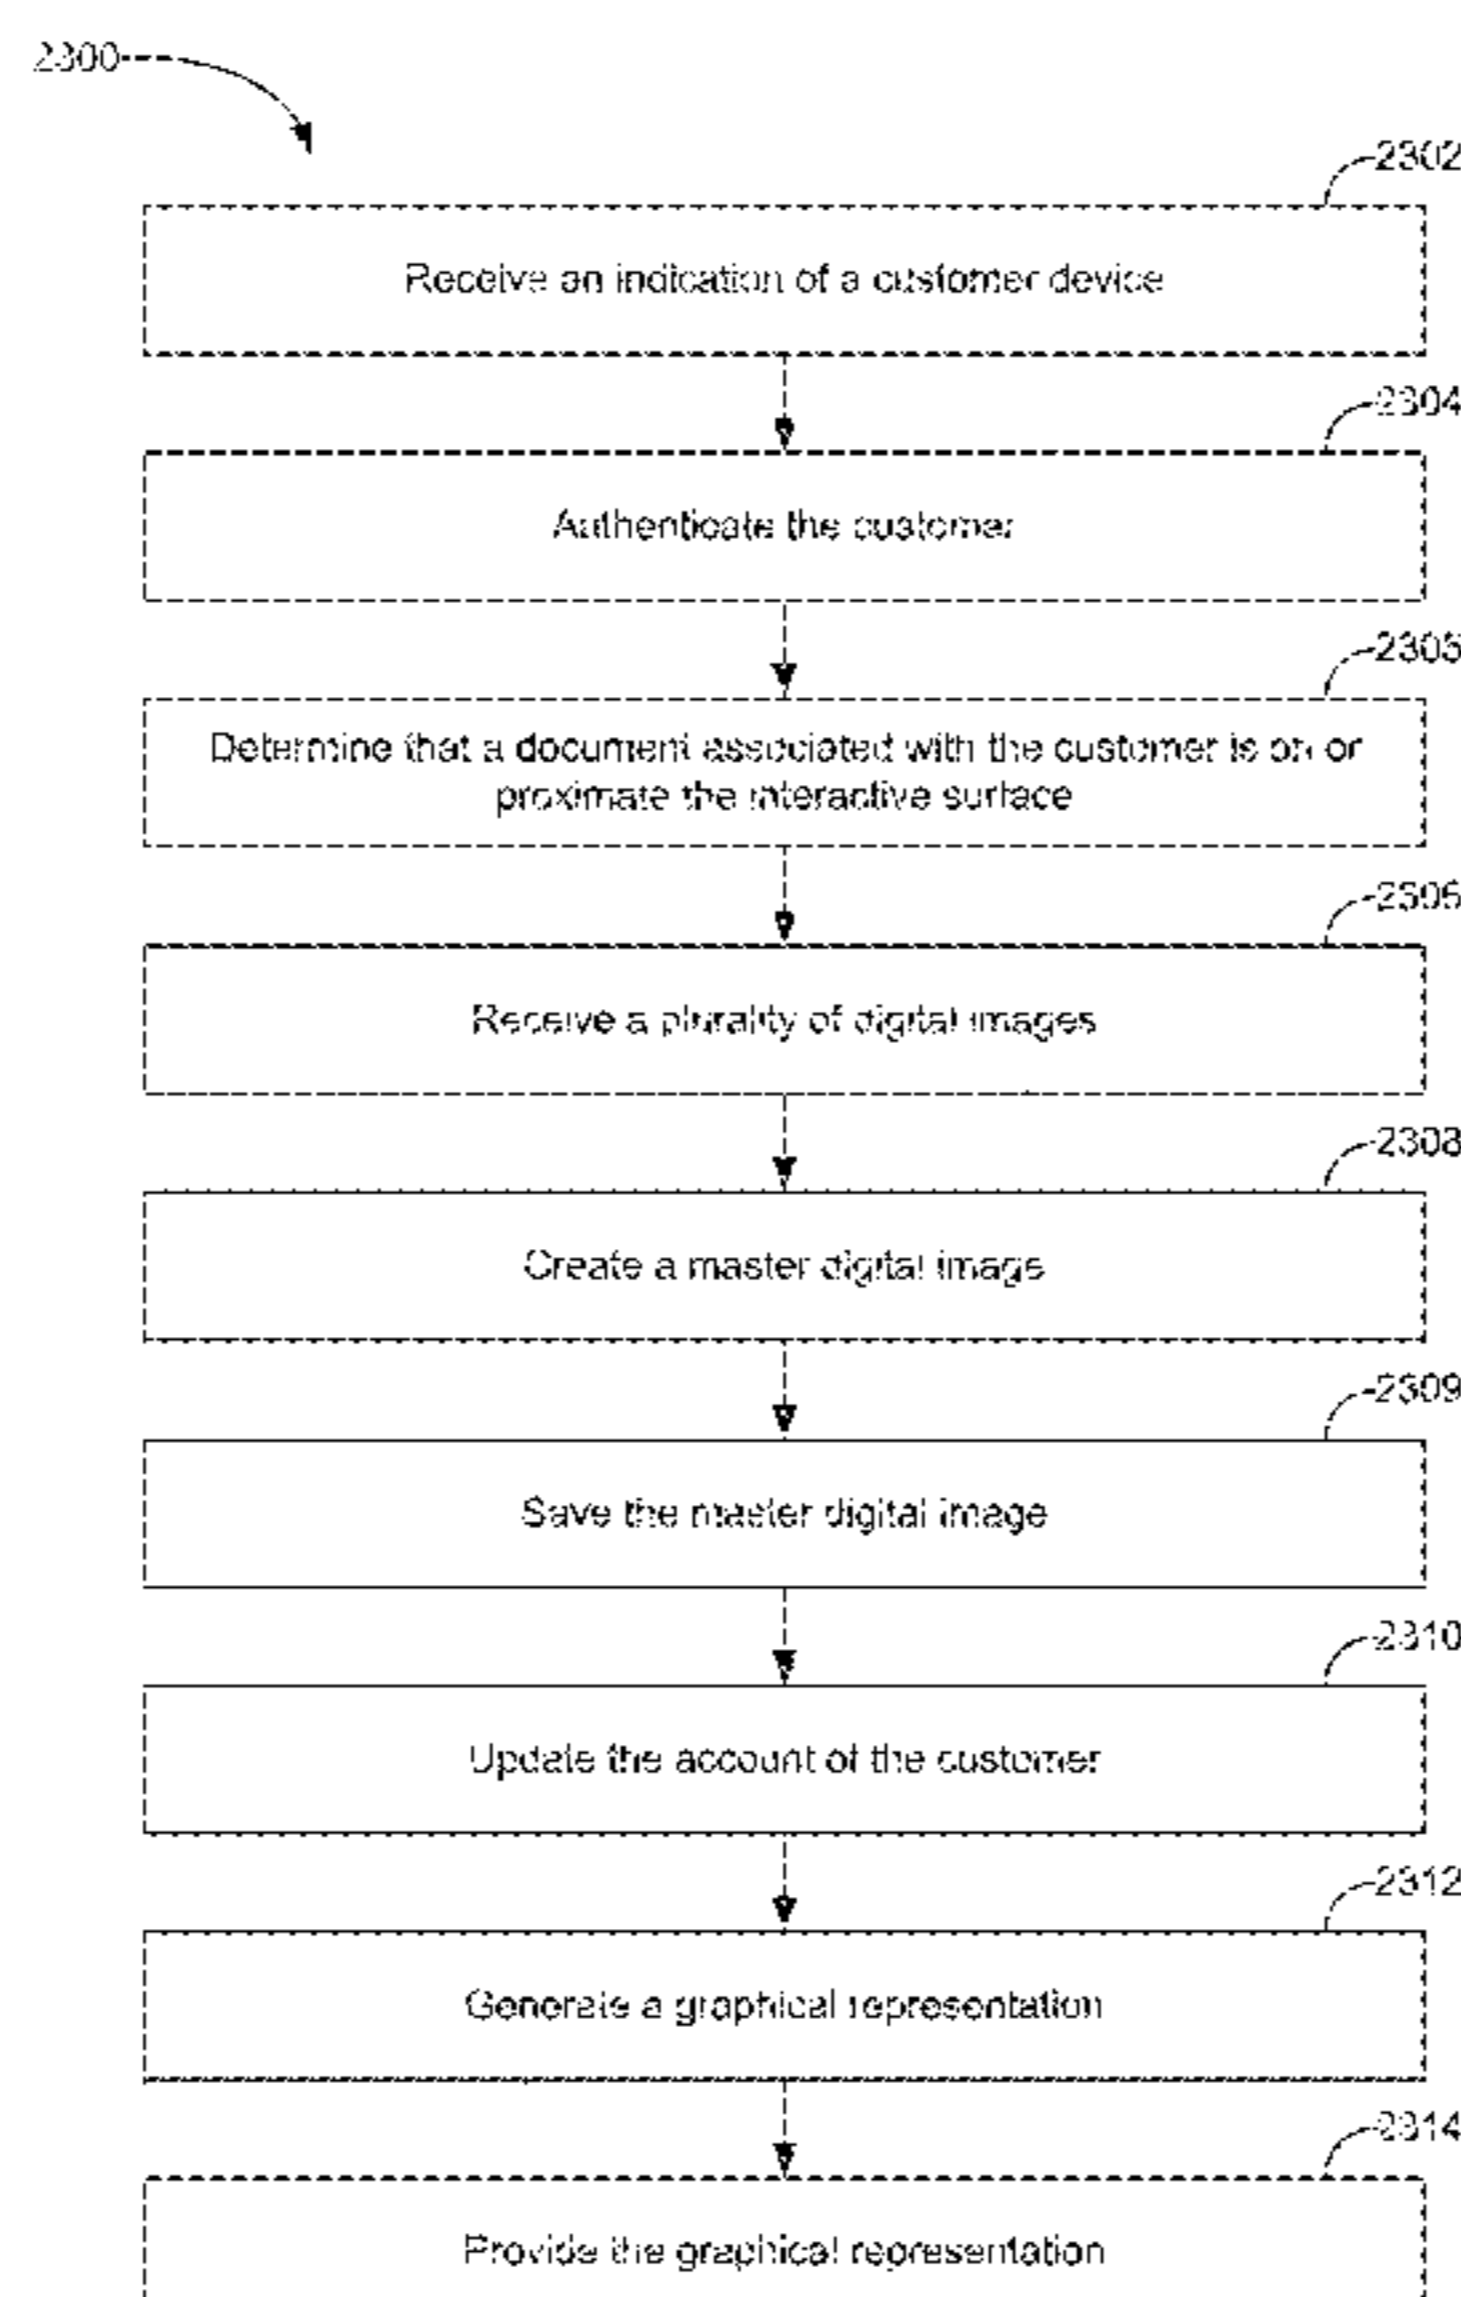 2300
2302
Receive an indication of a customer device
2304
Authenticate the customer
2305
Determine that a document associated with the customer is on or
proximate the interactive surface
2306
Receive a plurality of digital images
2308
Create a master digital image
2309
Save the master digital image
2310
Update the account of the customer
2312
Generate a graphical representation
2314
Provide the graphical representation